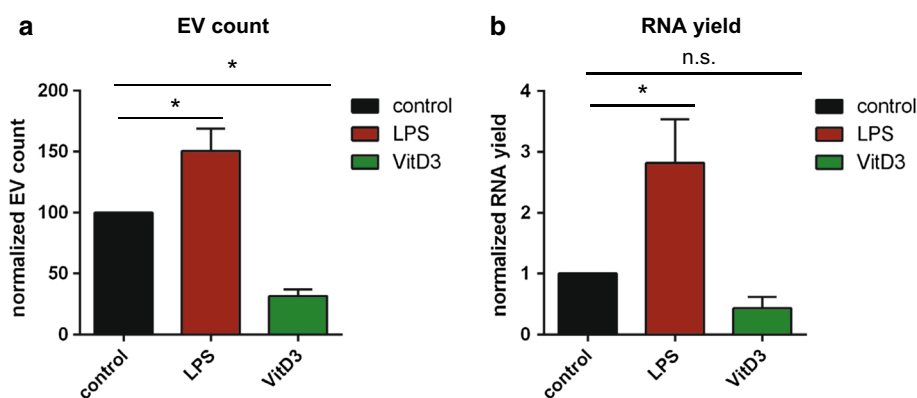 a
EV count
*
*
200
150
100
50
0
normalized EV count
control
LPS
VitD3
control
LPS
VitD3
b
RNA yield
n.s.
*
4
3
2
1
0
normalized RNA yield
control
LPS
VitD3
control
LPS
VitD3